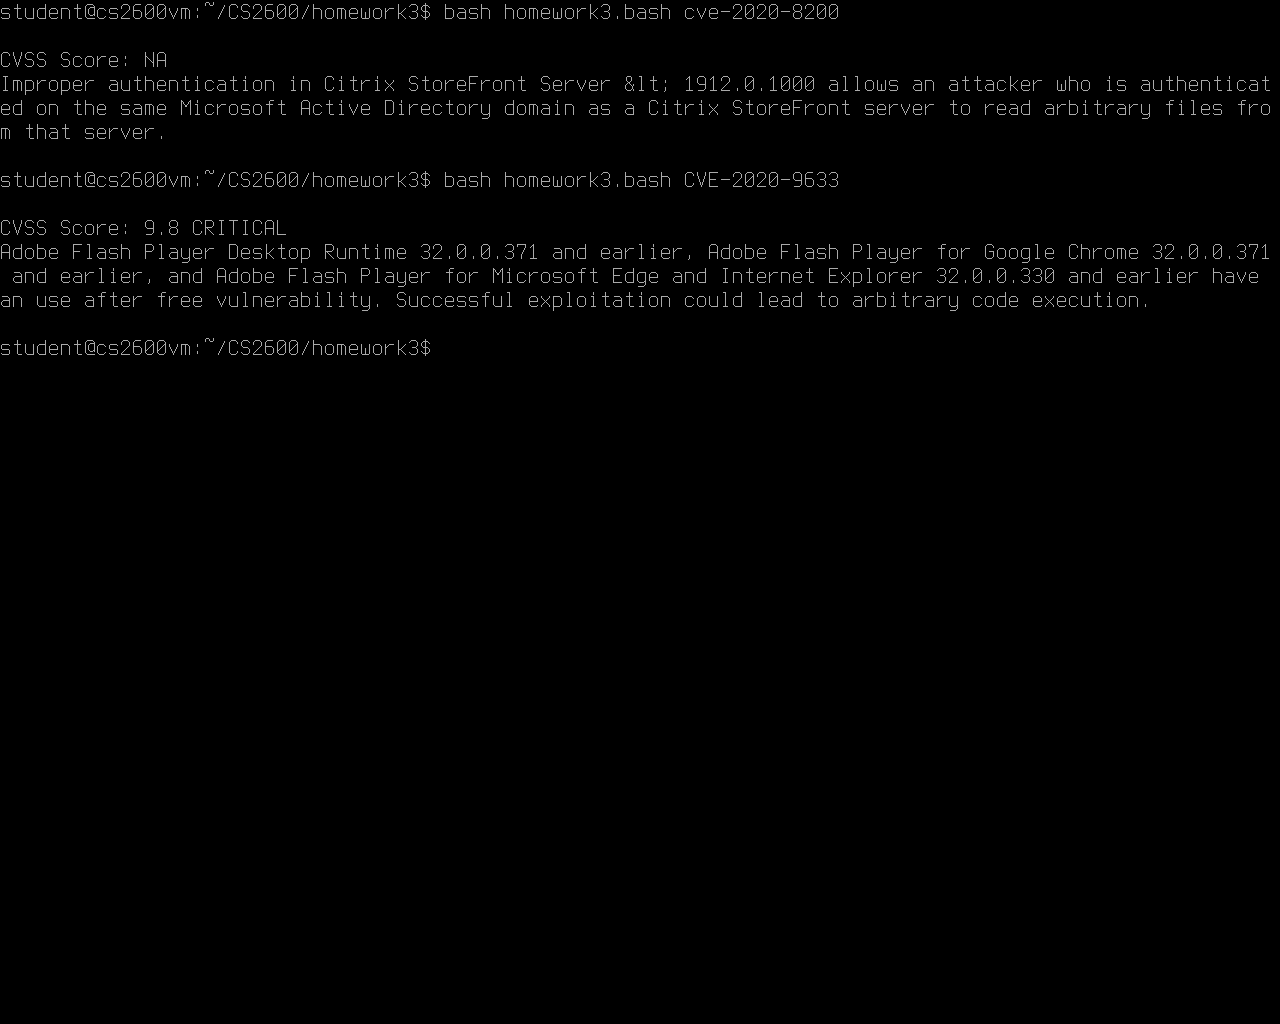 student@cs2600vm:~/CS2600/homework3$ bash homework3.bash cve-2020-8200
CVSS Score: NA
Improper authentication in Citrix StoreFront Server &lt; 1912.0.1000 allows an attacker who is authenticat
ed on the same Microsoft Active Directory domain as a Citrix StoreFront server to read arbitrary files fro
m that server.
student@cs2600vm:~/CS2600/homework3$ bash homework3.bash CVE-2020-9633
CVSS Score: 9.8 CRITICAL
Adobe Flash Player Desktop Runtime 32.0.0.371 and earlier, Adobe Flash Player for Google Chrome 32.0.0.371
 and earlier, and Adobe Flash Player for Microsoft Edge and Internet Explorer 32.0.0.330 and earlier have
an use after free vulnerability. Successful exploitation could lead to arbitrary code execution.
student@cs2600vm:~/CS2600/homework3$